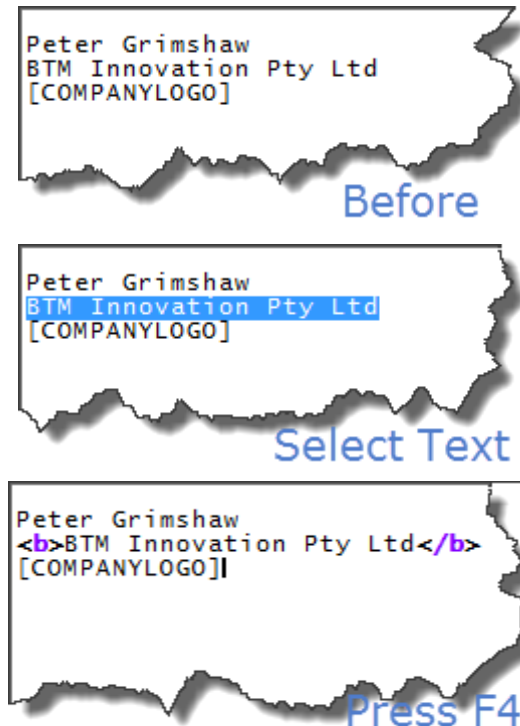 Peter Grimshaw
BTM Innovation Pty Ltd
[COMPANYLOGO]
Before
Peter Grimshaw
BTM Innovation Pty Ltd
[COMPANYLOGO]
Select Text
Peter Grimshaw
<b>BTM Innovation Pty Ltd</b>
[COMPANYLOGO]
Press F4